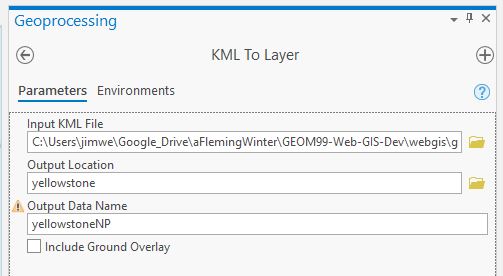 Geoprocessing
KML To Layer
Parameters Environments
Input KML File
C:\Users\jimwe\Google_Drive\aFlemingWinter\GEOM99-Web-GIS-Dev\webgis\g
Output Location
yellowstone
Output Data Name
yellowstoneNP
Include Ground Overlay